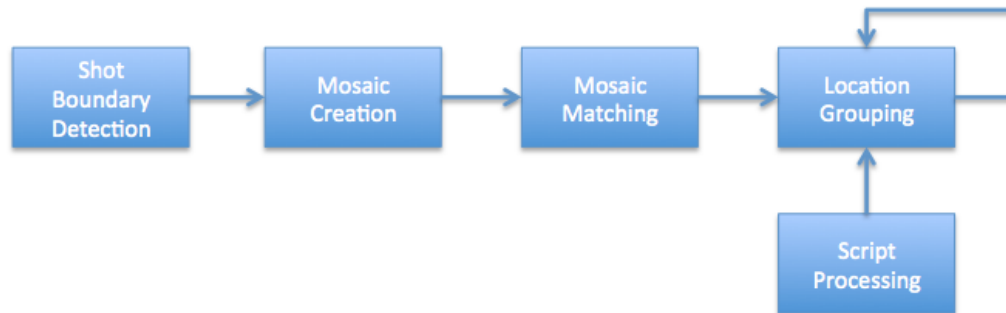 Shot
Boundary
Detection
Mosaic
Creation
Mosaic
Matching
Location
Grouping
Script
Processing